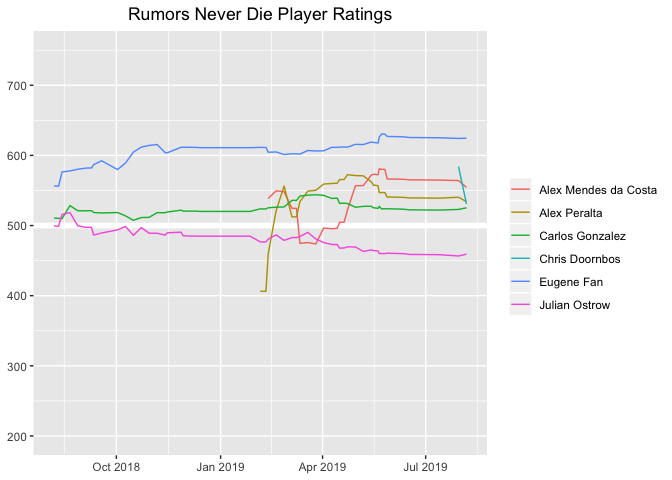 Rumors Never Die Player Ratings
700
600
500
400
300
200
Oct 2018
Jan 2019
Apr 2019
Jul 2019
Alex Mendes da Costa
Alex Peralta
Carlos Gonzalez
Chris Doornbos
Eugene Fan
Julian Ostrow